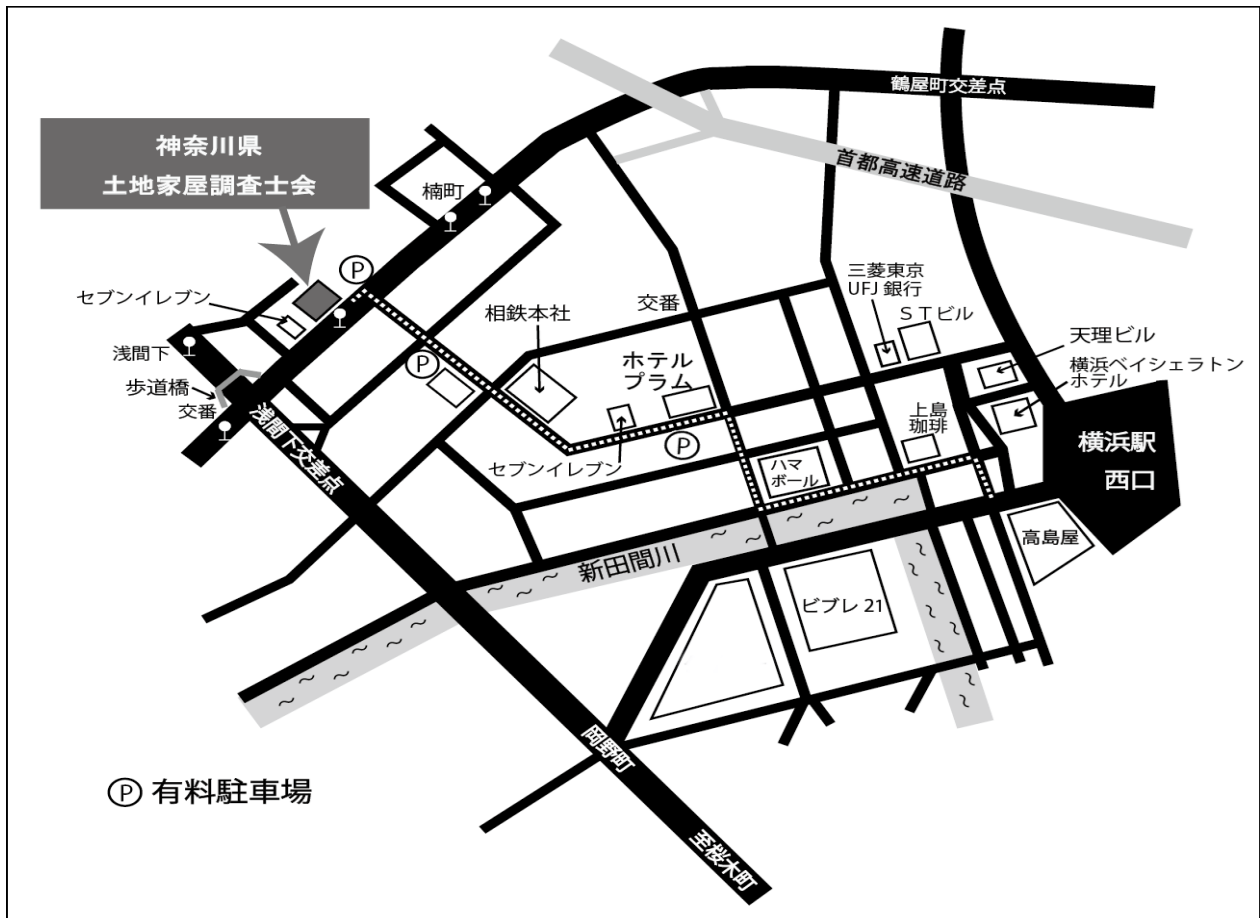 鶴屋町交差点
首都高速道路
神奈川県
土地家屋調査士会
楠町
P
セブンイレブン
浅間下
歩道橋
交番
浅間下交差点
P
相鉄本社
交番
ホテル
プラム
セブンイレブン
P
三菱東京
UFJ 銀行
STビル
天理ビル
横浜ベイシェラトン
ホテル
上島
珈琲
ハマ
ボール
横浜駅
西口
高島屋
新田間川
ビブレ 21
岡野町
至桜木町
P 有料駐車場